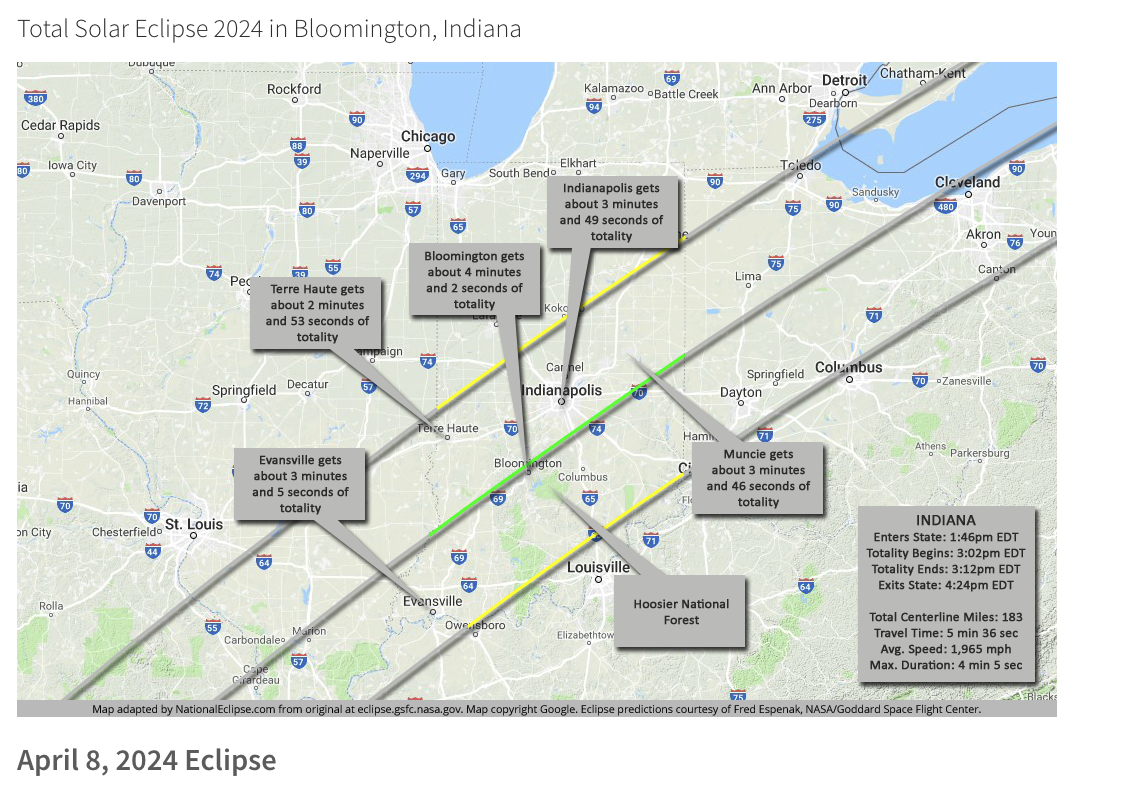 Total Solar Eclipse 2024 in Bloomington, Indiana
Dubuque
Rockford
Kalamazoo
Battle Creek
69
94
Ann Arbor
Detroit
Dearborn
Chatham-Kent
275
380
Cedar Rapids
90
Chicago
Naperville
88
39
Iowa City
80
80
Davenport
294
Gary
South Bend
Elkhart
90
Toledo
Sandusky
90
Cleveland
480
80
57
65
75
90
Akron
76
Canton
Indianapolis gets
about 3 minutes
and 49 seconds of
totality
Bloomington gets
about 4 minutes
and 2 seconds of
totality
74
39
55
Terre Haute gets
about 2 minutes
and 53 seconds of
totality
Lima
75
71
74
57
Carmel
Quincy
Hannibal
Springfield
Decatur
72
Indianapolis
70
Dayton
Springfield
Columbus
70
Zanesville
70
Terre Haute
70
74
71
Athens
Parkersburg
Bloomington
Columbus
Evansville gets
about 3 minutes
and 5 seconds of
totality
Muncie gets
about 3 minutes
and 46 seconds of
totality
69
65
70
70
Chesterfield
St. Louis
44
64
71
69
64
Louisville
64
Hoosier National
Forest
Rolla
55
Evansville
Owensboro
Elizabethtow
Carbondale
Marion
57
Cape
Girardeau
75
INDIANA
Enters State: 1:46pm EDT
Totality Begins: 3:02pm EDT
Totality Ends: 3:12pm EDT
Exits State: 4:24pm EDT
Total Centerline Miles: 183
Travel Time: 5 min 36 sec
Avg. Speed: 1,965 mph
Max. Duration: 4 min 5 sec
Map adapted by NationalEclipse.com from original at eclipse.gsfc.nasa.gov. Map copyright Google. Eclipse predictions courtesy of Fred Espenak, NASA/Goddard Space Flight Center.
April 8, 2024 Eclipse